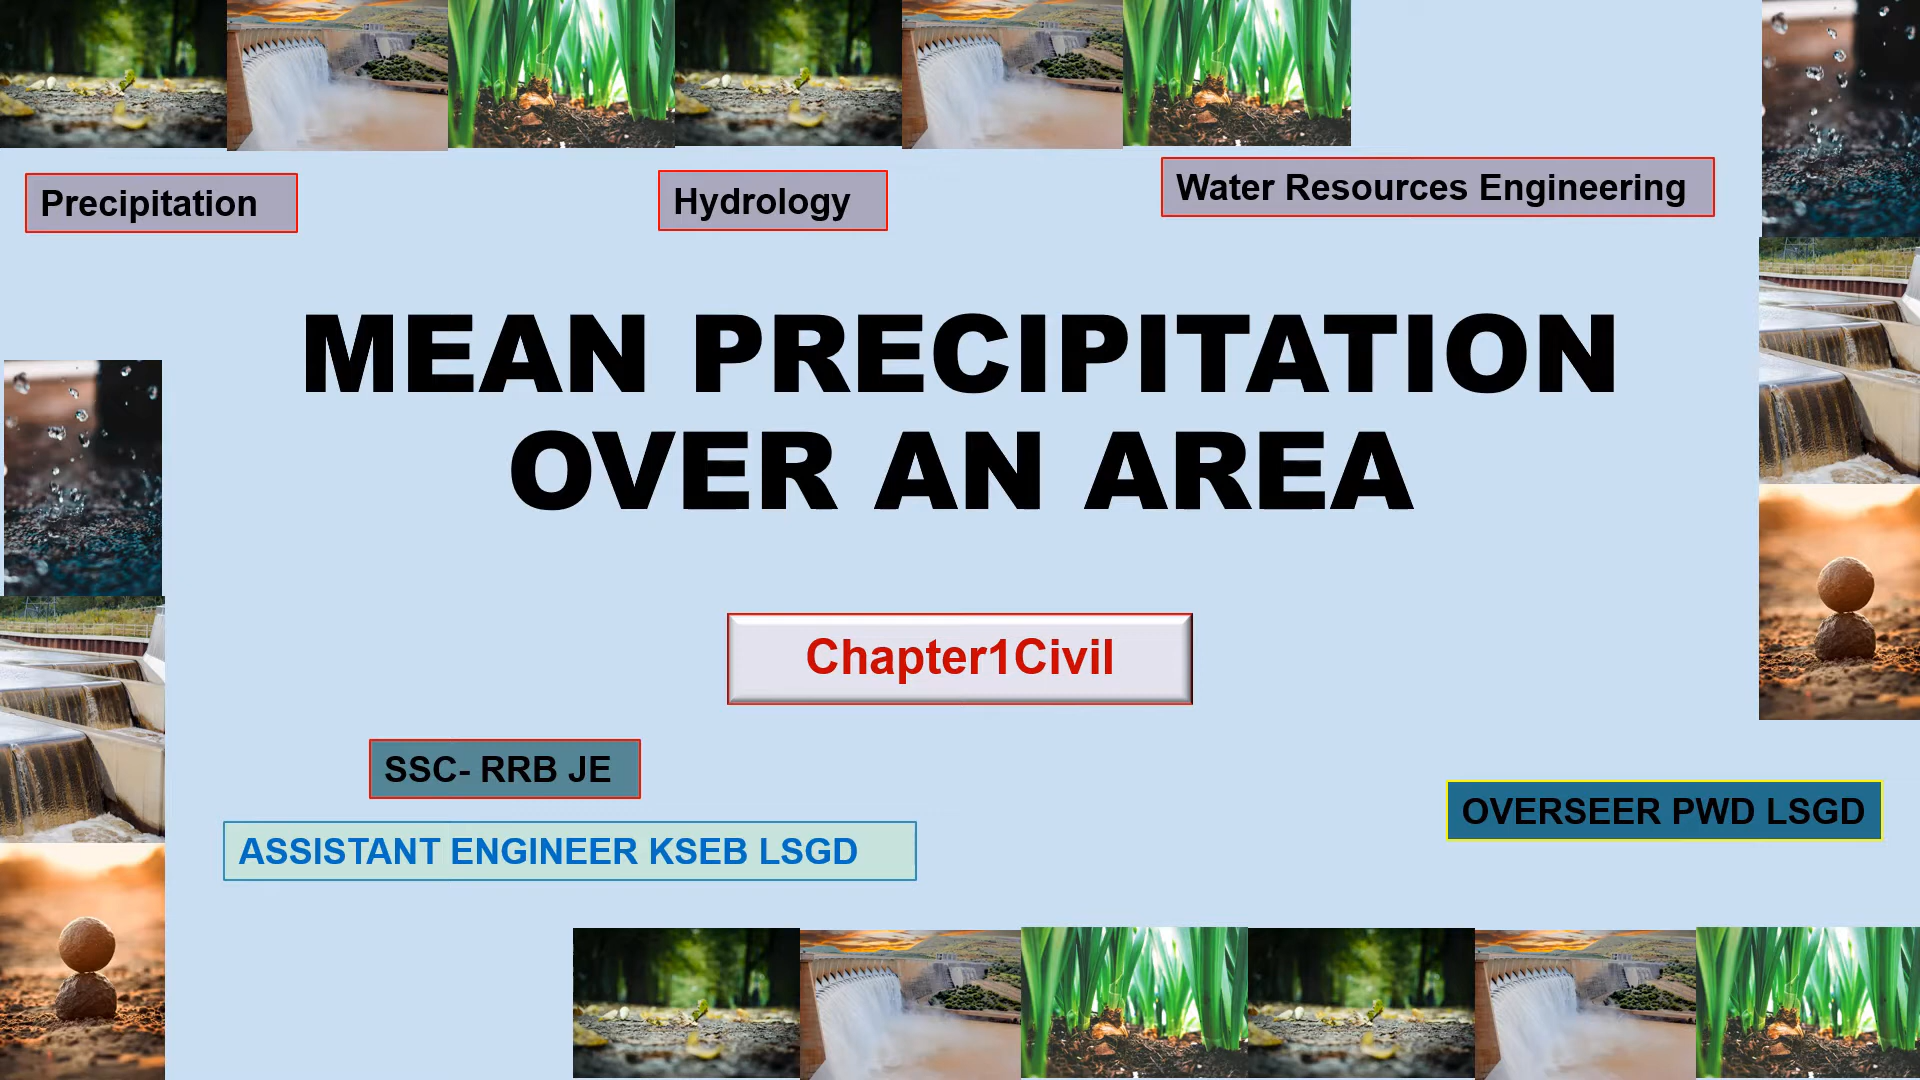 Precipitation
Hydrology
Water Resources Engineering
MEAN PRECIPITATION
OVER AN AREA
Chapter1Civil
SSC- RRB JE
OVERSEER PWD LSGD
ASSISTANT ENGINEER KSEB LSGD